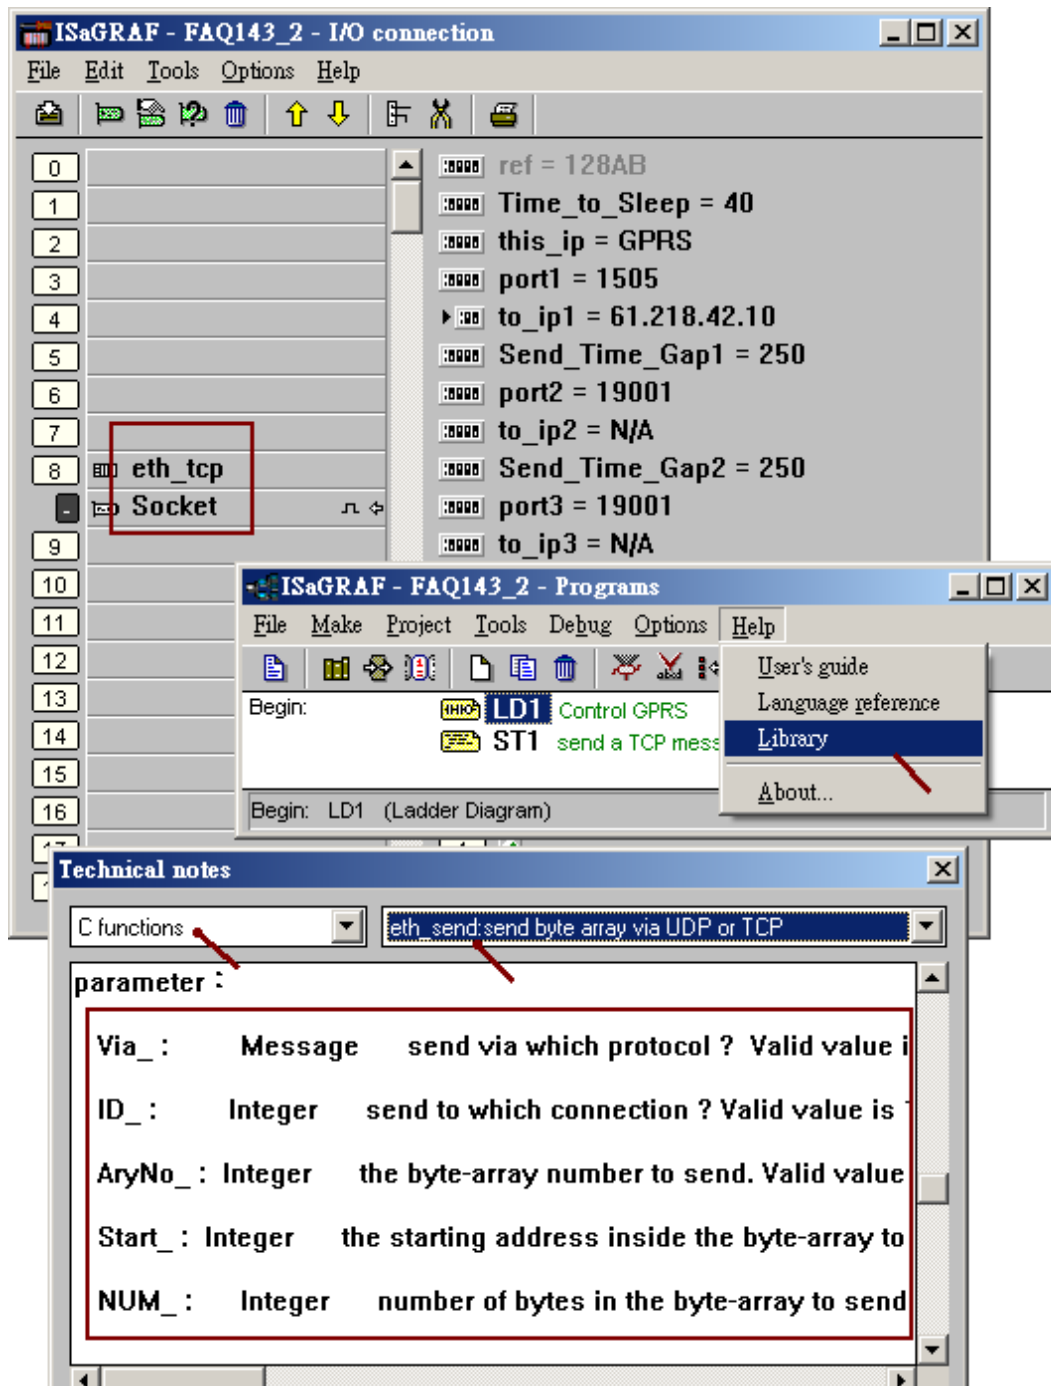 ISaGRAF - FAQ143_2 - I/O connection
File Edit Tools Options Help
0
1
2
3
4
5
6
7
8 eth_tcp
- Socket
9
10
11
12
13
14
15
16
17
ref = 128AB
Time_to_Sleep = 40
this_ip = GPRS
port1 = 1505
to_ip1 = 61.218.42.10
Send_Time_Gap1 = 250
port2 = 19001
to_ip2 = N/A
Send_Time_Gap2 = 250
port3 = 19001
to_ip3 = N/A
ISaGRAF - FAQ143_2 - Programs
File Make Project Tools Debug Options Help
Begin: LD1 Control GPRS
ST1 send a TCP mess
Begin: LD1 (Ladder Diagram)
User's guide
Language reference
Library
About...
Technical notes
C functions
eth_send:send byte array via UDP or TCP
parameter :
Via_ : Message send via which protocol ? Valid value i
ID_ : Integer send to which connection ? Valid value is
AryNo_ : Integer the byte-array number to send. Valid value
Start_ : Integer the starting address inside the byte-array to
NUM_ : Integer number of bytes in the byte-array to send